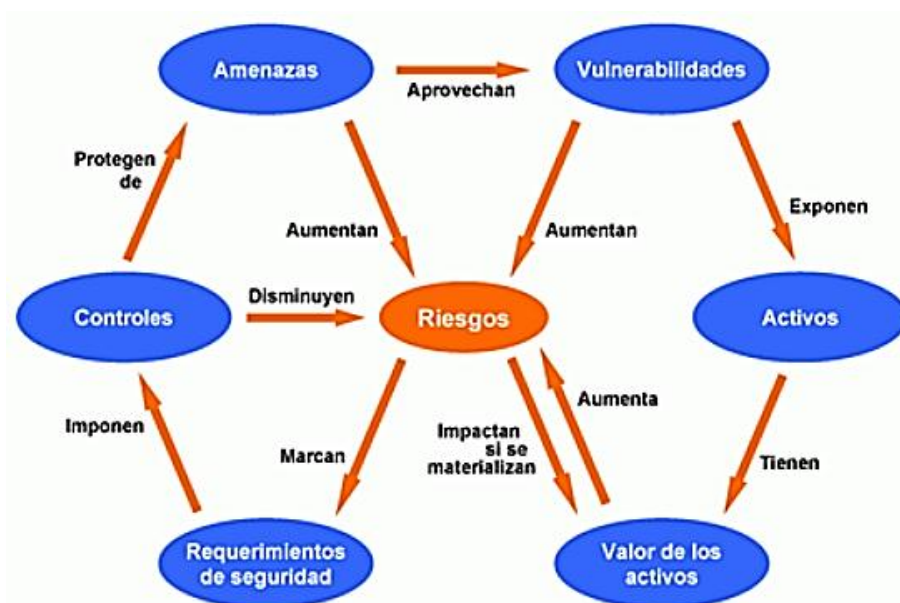 Amenazas
Vulnerabilidades
Aprovechan
Protegen
de
Aumentan
Aumentan
Exponen
Controles
Disminuyen
Riesgos
Activos
Imponen
Marcan
Impactan
si se
materializan
Aumenta
Tienen
Requerimientos
de seguridad
Valor de los
activos